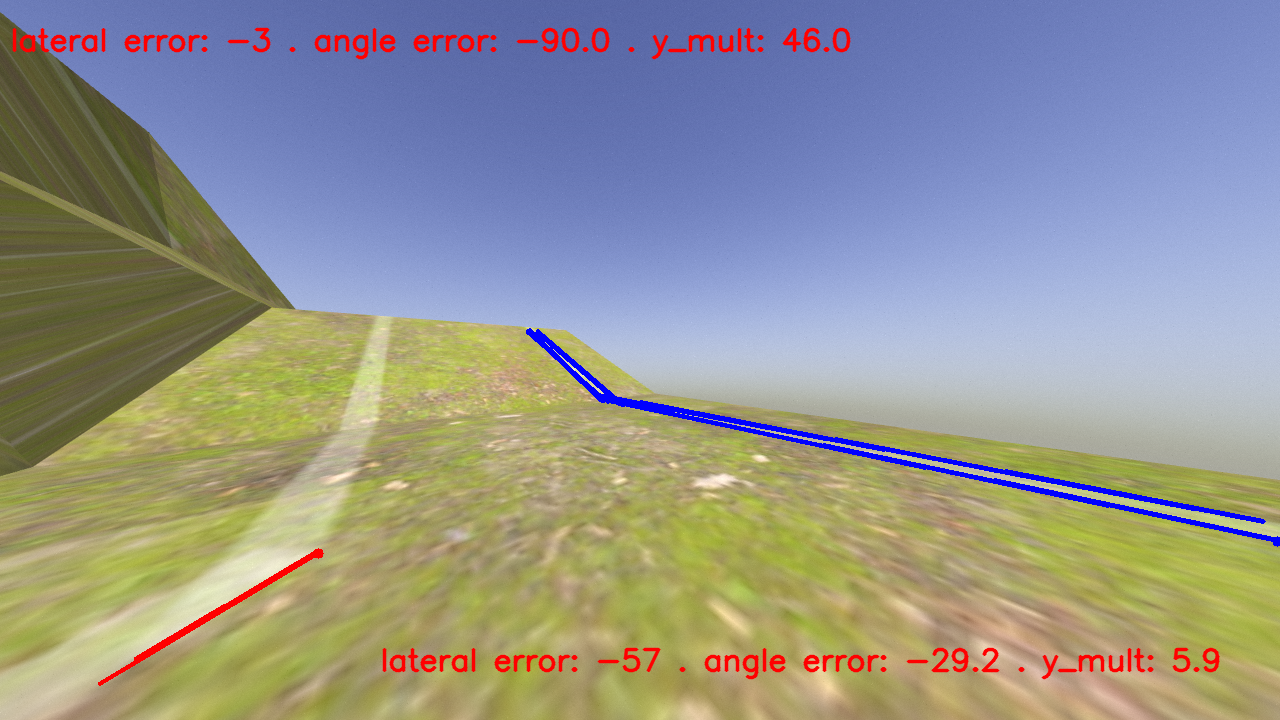 lateral error: −3 . angle error: −90.0 . y_mult: 46.0
lateral error: −57 . angle error: −29.2 . y_mult: 5.9